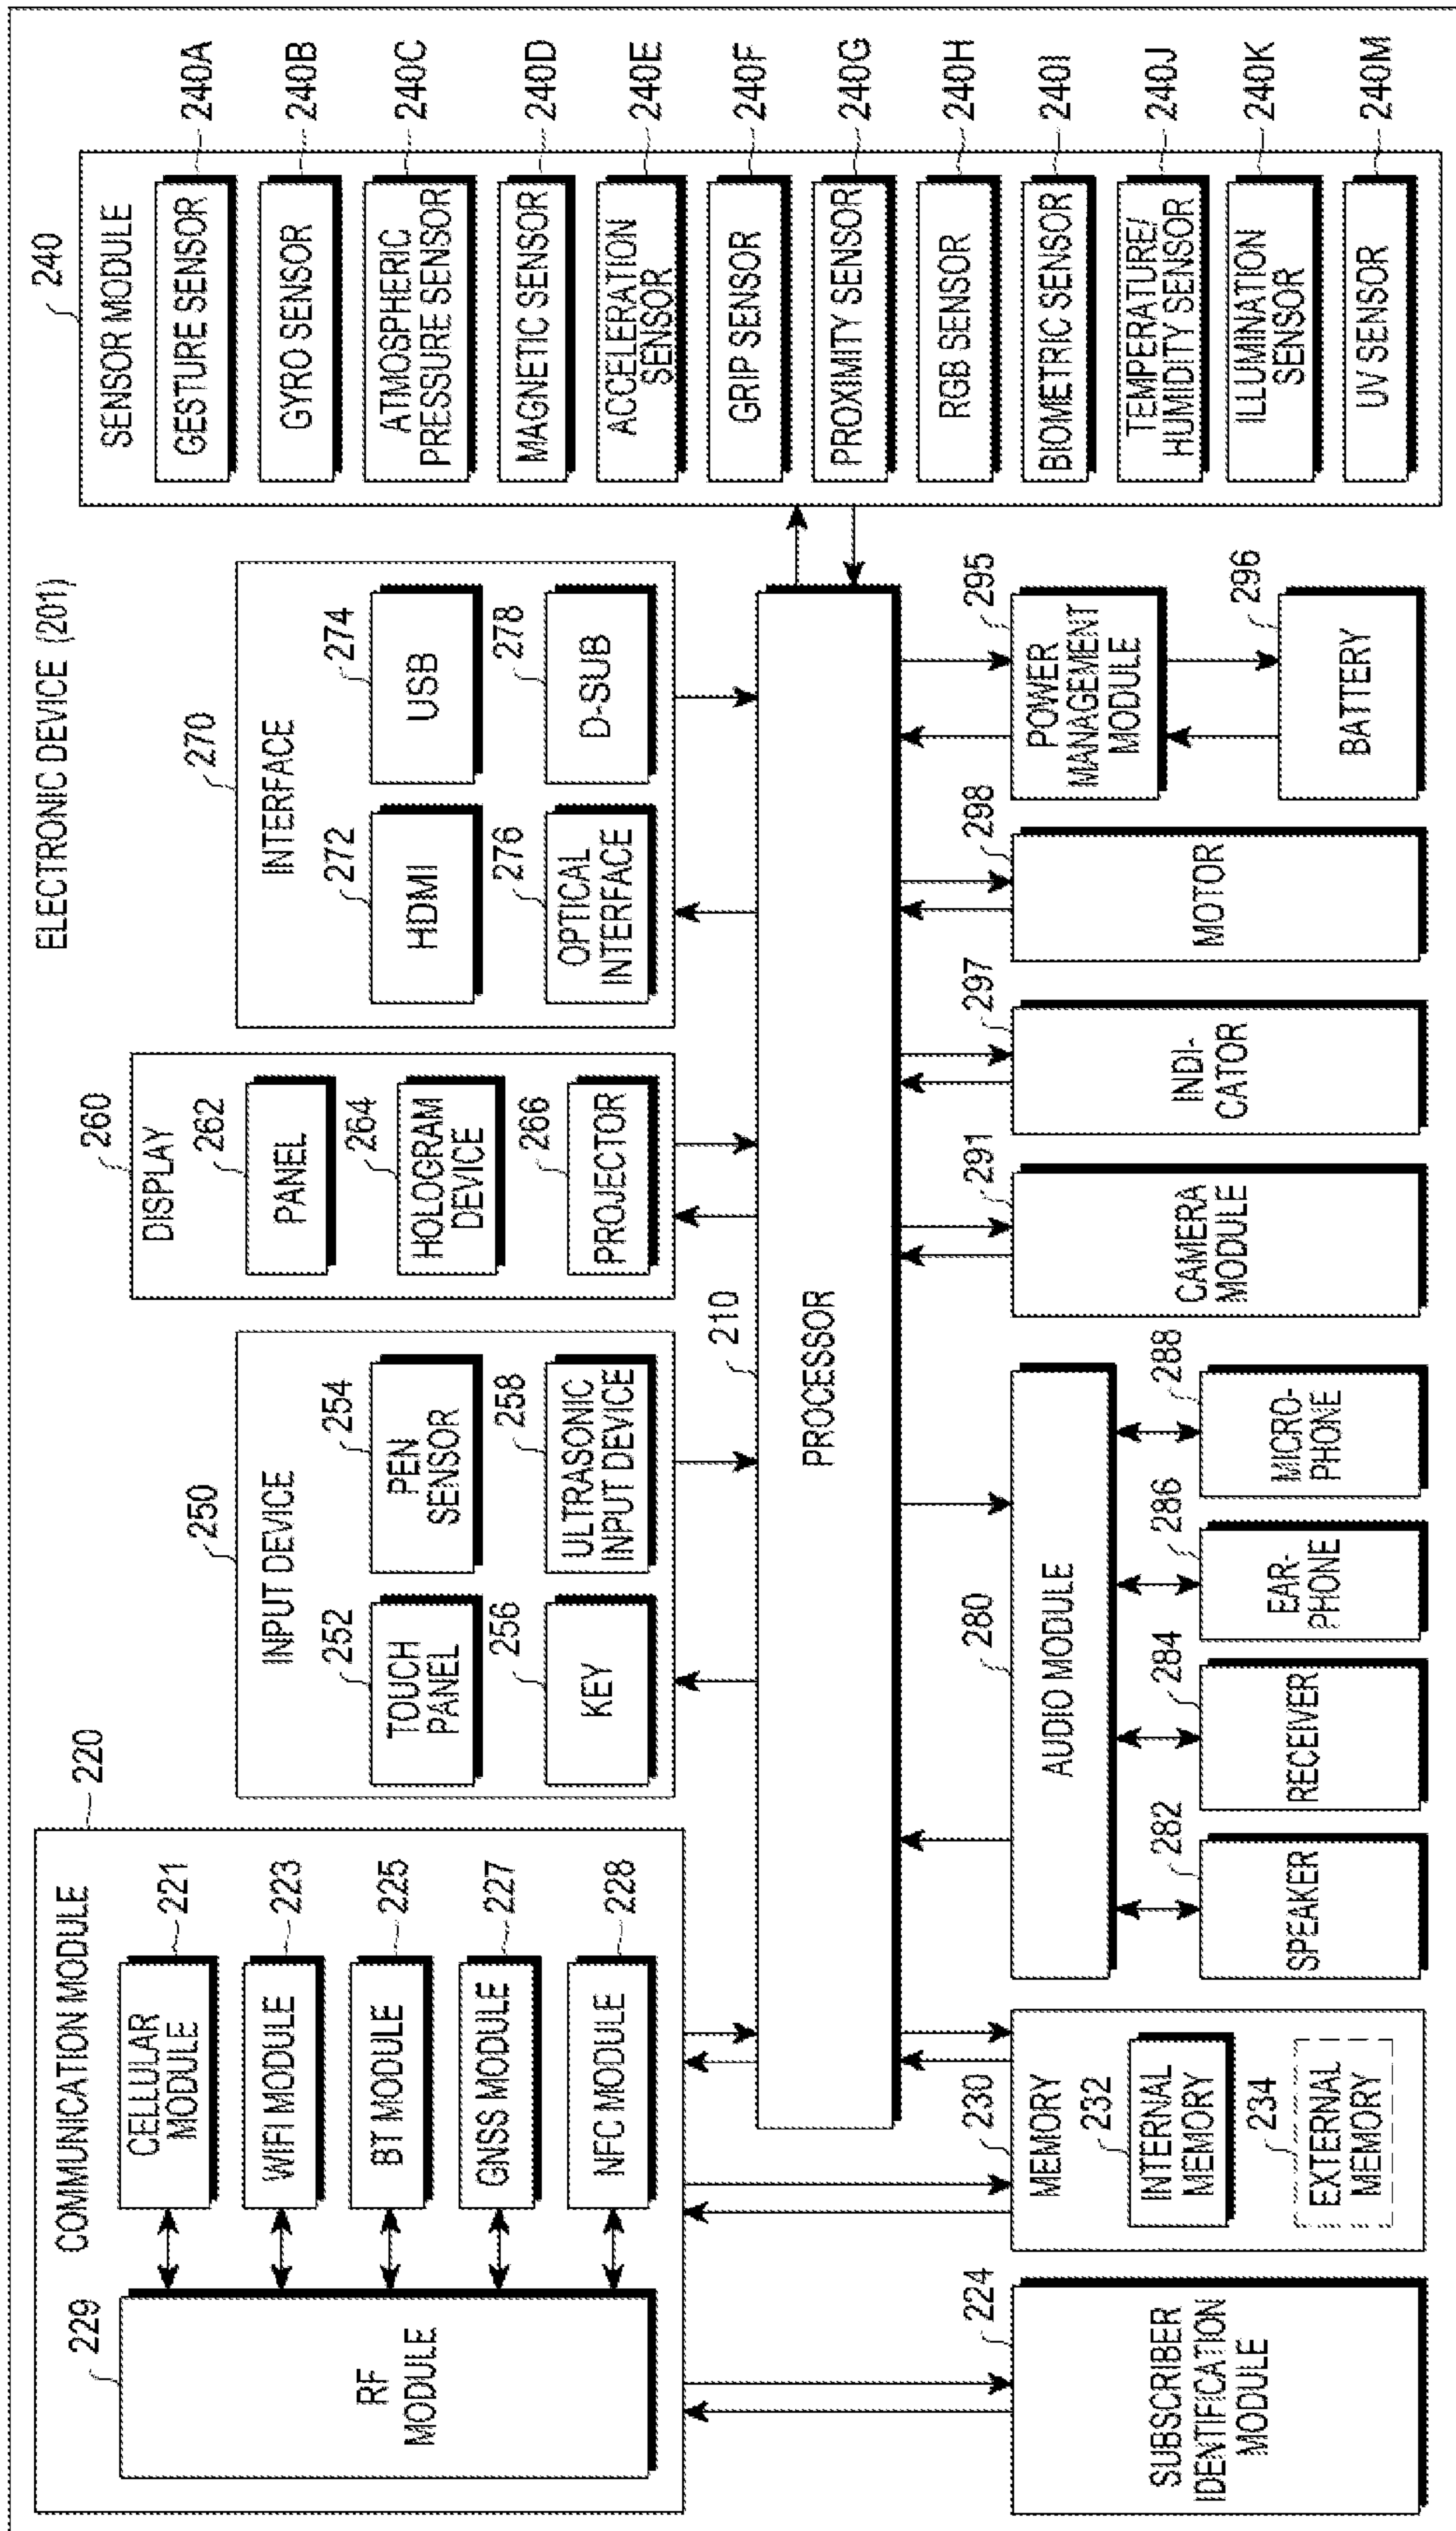 ELECTRONIC DEVICE (201)
220
COMMUNICATION MODULE
229
RF
MODULE
CELLULAR
MODULE
221
WIFI MODULE
223
BT MODULE
225
GNSS MODULE
227
NFC MODULE
228
250
INPUT DEVICE
252
TOUCH
PANEL
254
PEN
SENSOR
256
KEY
258
ULTRASONIC
INPUT DEVICE
260
DISPLAY
262
PANEL
264
HOLOGRAM
DEVICE
266
PROJECTOR
270
INTERFACE
272
HDMI
274
USB
276
OPTICAL
INTERFACE
278
D-SUB
240
SENSOR MODULE
GESTURE SENSOR
240A
GYRO SENSOR
240B
ATMOSPHERIC
PRESSURE SENSOR
240C
MAGNETIC SENSOR
240D
ACCELERATION
SENSOR
240E
GRIP SENSOR
240F
PROXIMITY SENSOR
240G
RGB SENSOR
240H
BIOMETRIC SENSOR
240I
TEMPERATURE/
HUMIDITY SENSOR
240J
ILLUMINATION
SENSOR
240K
UV SENSOR
240M
210
PROCESSOR
224
SUBSCRIBER
IDENTIFICATION
MODULE
230
MEMORY
232
INTERNAL
MEMORY
234
EXTERNAL
MEMORY
280
AUDIO MODULE
282
SPEAKER
284
RECEIVER
286
EAR-
PHONE
288
MICRO-
PHONE
291
CAMERA
MODULE
297
INDI-
CATOR
298
MOTOR
295
POWER
MANAGEMENT
MODULE
296
BATTERY